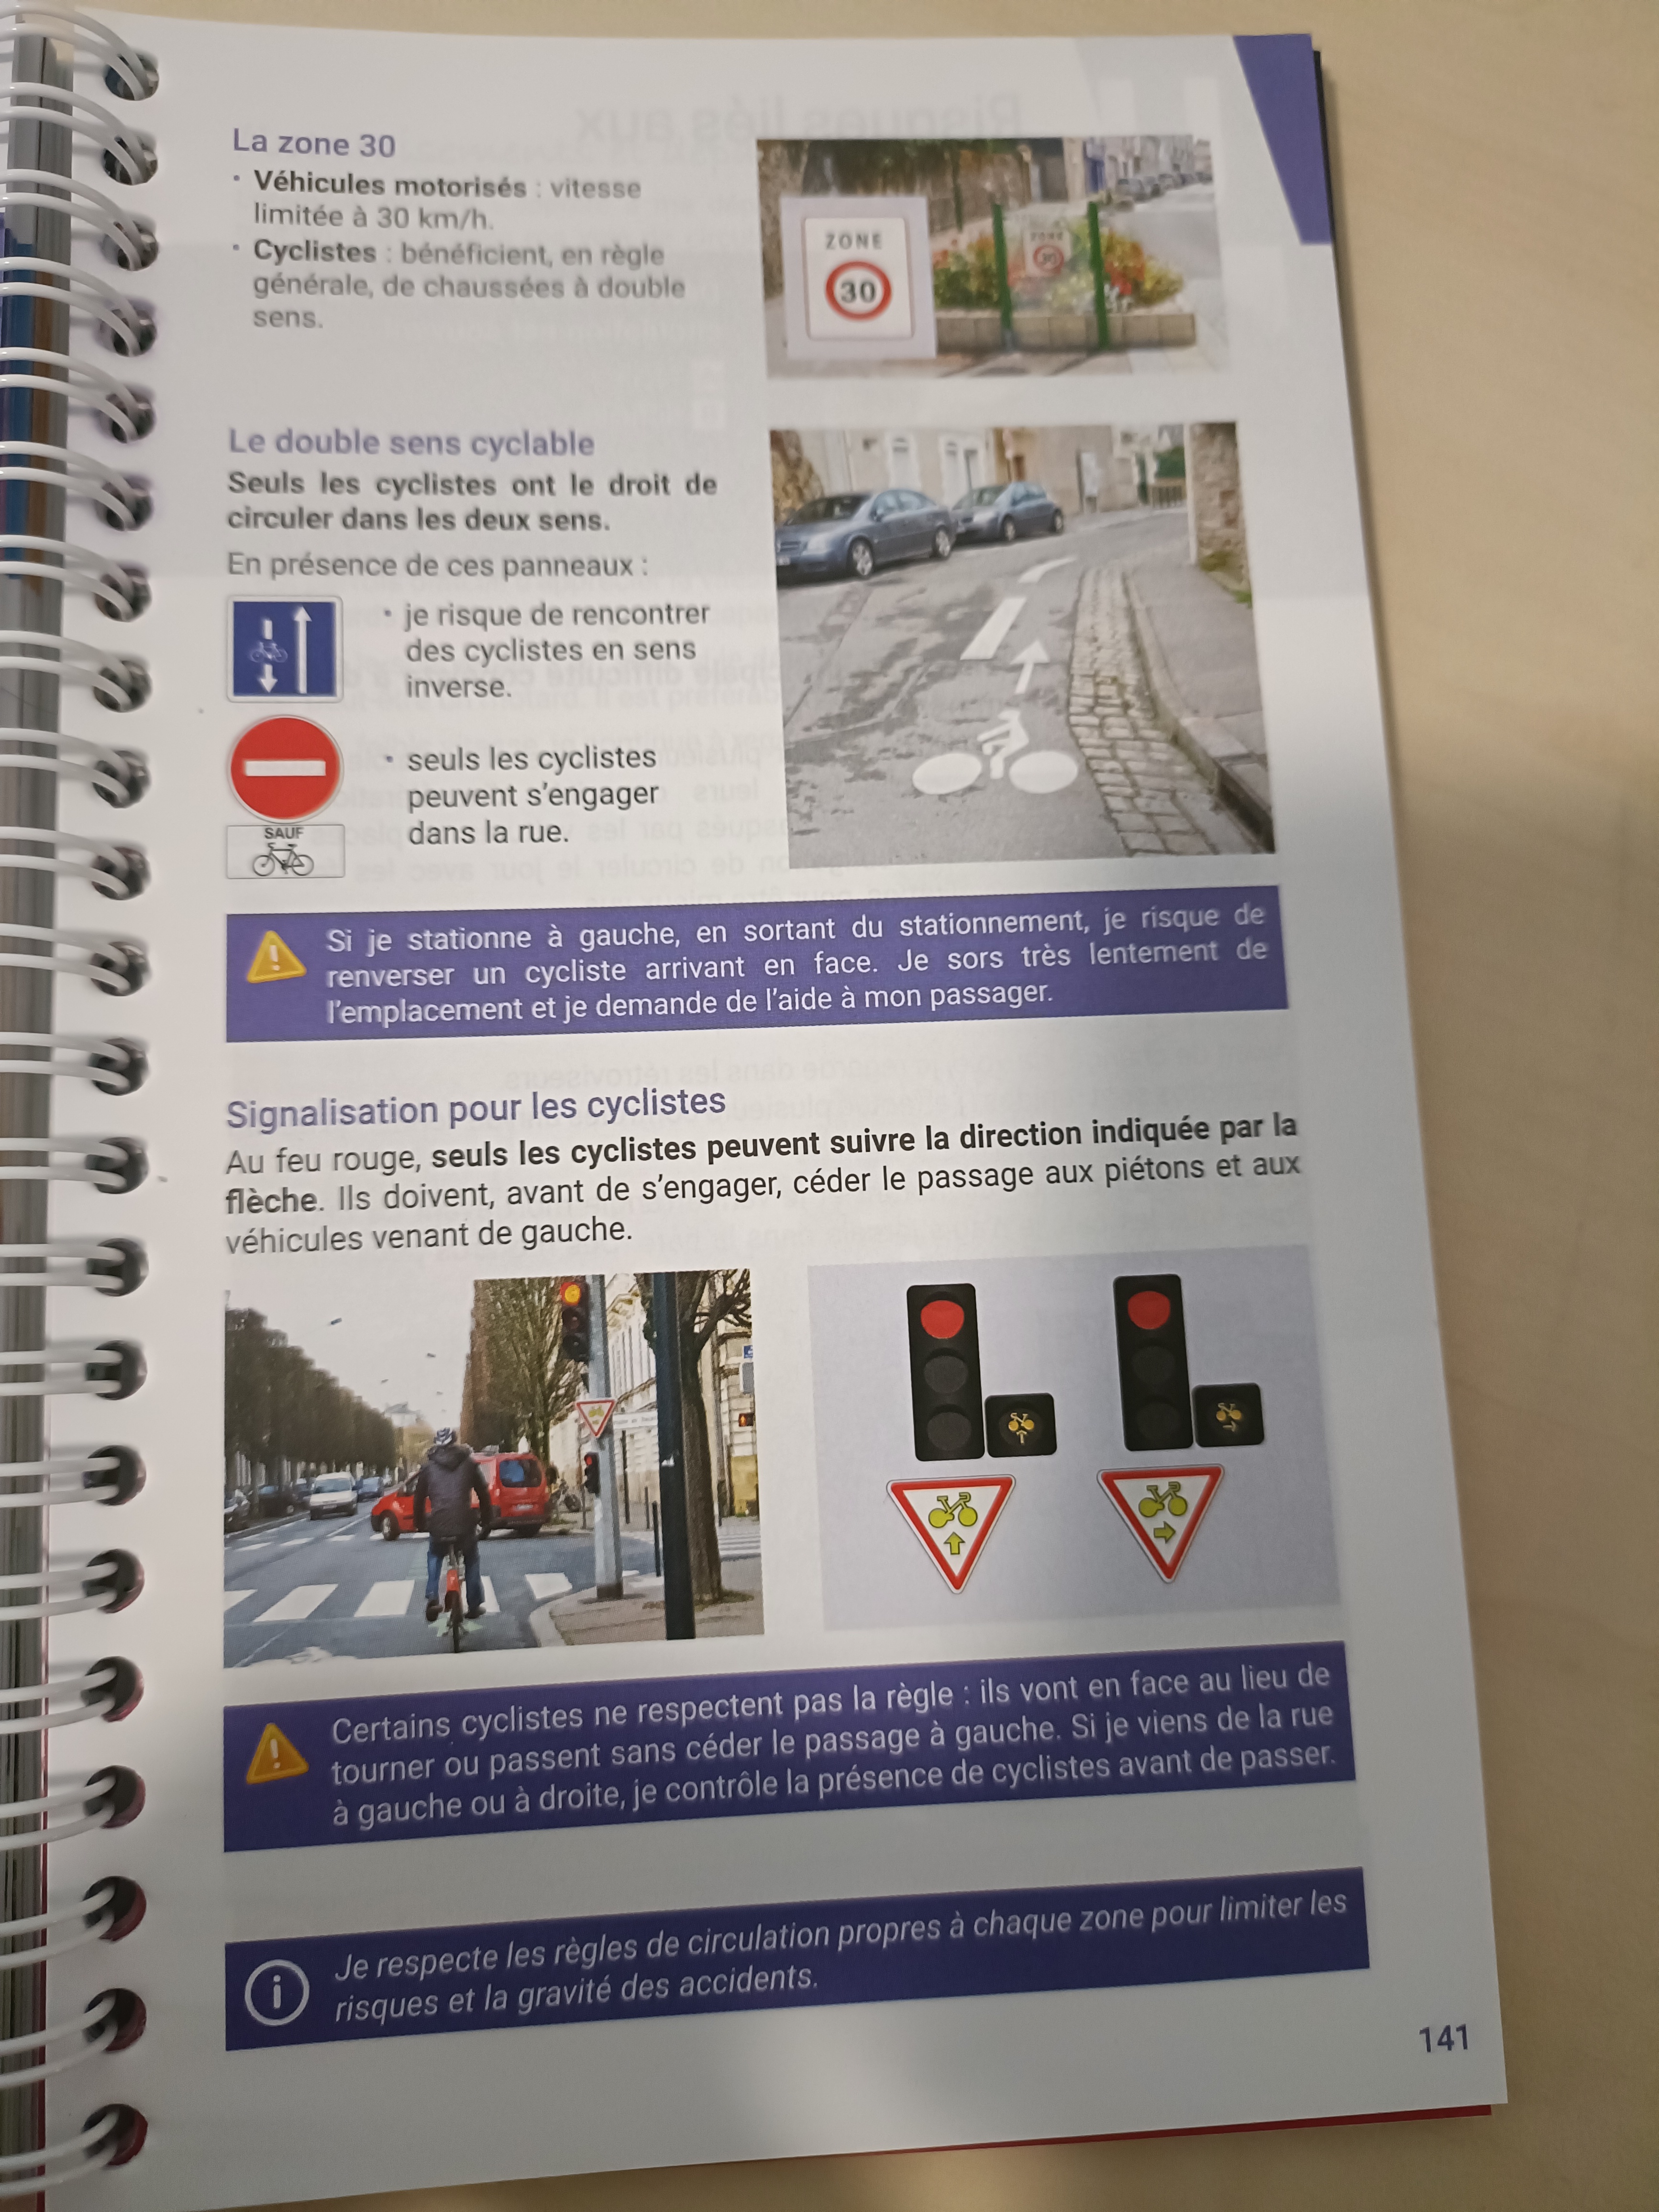 La zone 30
• Véhicules motorisés : vitesse
limitée à 30 km/h.
• Cyclistes : bénéficient, en règle
générale, de chaussées à double
sens.
ZONE
30
ZONE
30
Le double sens cyclable
Seuls les cyclistes ont le droit de
circuler dans les deux sens.
En présence de ces panneaux :
• je risque de rencontrer
des cyclistes en sens
inverse.
• seuls les cyclistes
peuvent s'engager
dans la rue.
SAUF
Si je stationne à gauche, en sortant du stationnement, je risque de
renverser un cycliste arrivant en face. Je sors très lentement de
l'emplacement et je demande de l'aide à mon passager.
Signalisation pour les cyclistes
Au feu rouge, seuls les cyclistes peuvent suivre la direction indiquée par la
flèche. Ils doivent, avant de s'engager, céder le passage aux piétons et aux
véhicules venant de gauche.
Certains cyclistes ne respectent pas la règle : ils vont en face au lieu de
tourner ou passent sans céder le passage à gauche. Si je viens de la rue
à gauche ou à droite, je contrôle la présence de cyclistes avant de passer.
Je respecte les règles de circulation propres à chaque zone pour limiter les
risques et la gravité des accidents.
141